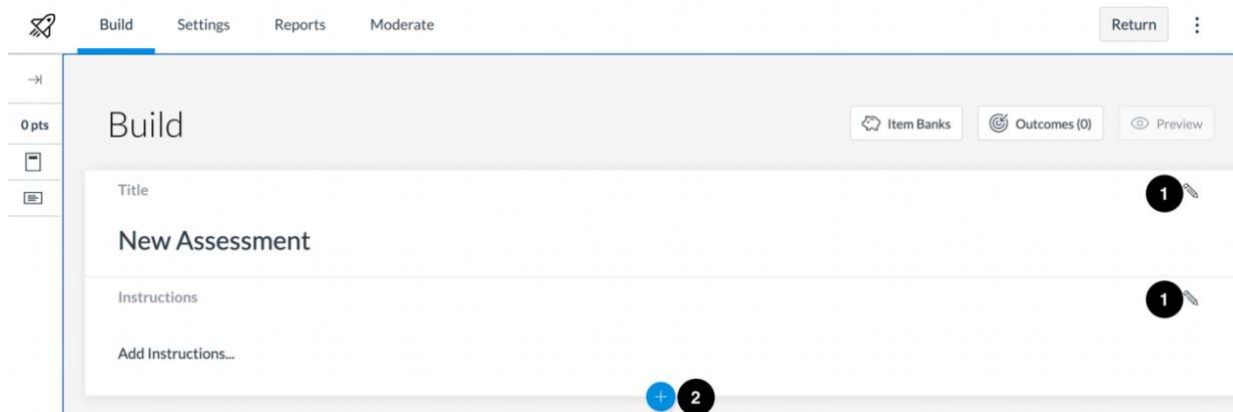 Build Settings Reports Moderate Return
0 pts
Build Item Banks Outcomes (0) Preview
Title
1
New Assessment
Instructions
1
Add Instructions...
+ 2